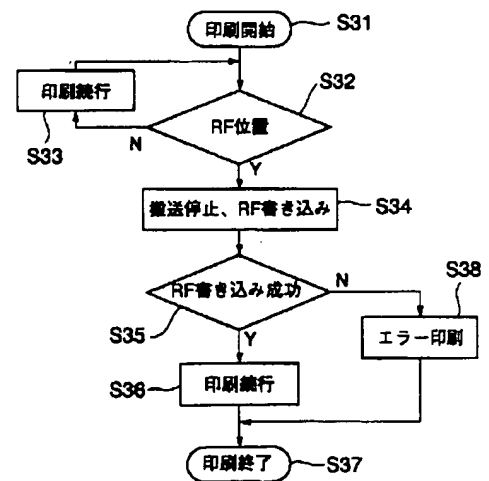 印刷開始
S31
印刷続行
S33
S32
RF位置
N
Y
搬送停止、RF書き込み
S34
RF書き込み成功
S35
N
Y
S38
エラー印刷
印刷続行
S36
印刷終了
S37